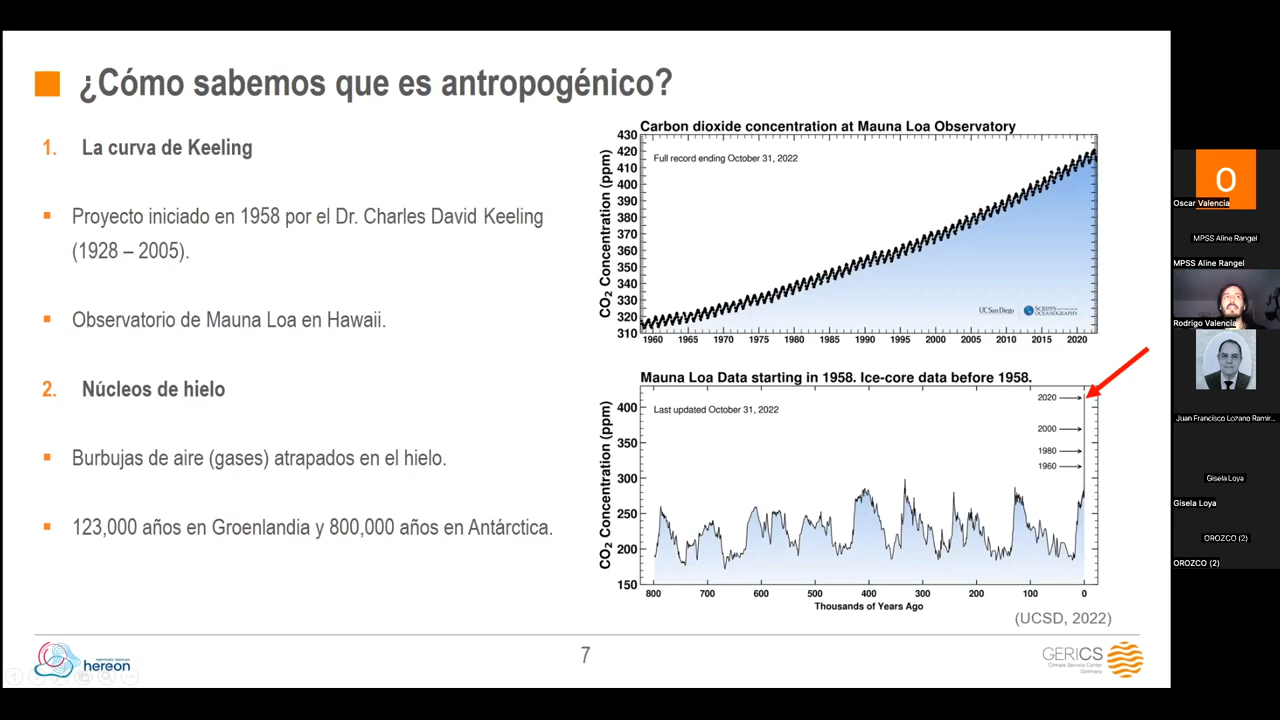 ¿Cómo sabemos que es antropogénico?
1. La curva de Keeling
Proyecto iniciado en 1958 por el Dr. Charles David Keeling
(1928 – 2005).
Observatorio de Mauna Loa en Hawaii.
2. Núcleos de hielo
Burbujas de aire (gases) atrapados en el hielo.
123,000 años en Groenlandia y 800,000 años en Antárctica.
Carbon dioxide concentration at Mauna Loa Observatory
Full record ending October 31, 2022
CO2 Concentration (ppm)
430
420
410
400
390
380
370
360
350
340
330
320
310
1960 1965 1970 1975 1980 1985 1990 1995 2000 2005 2010 2015 2020
UC San Diego
SCRIPPS
OCEANOGRAPHY
Mauna Loa Data starting in 1958. Ice-core data before 1958.
Last updated October 31, 2022
CO2 Concentration (ppm)
400
350
300
250
200
150
2020
2000
1980
1960
800 700 600 500 400 300 200 100 0
Thousands of Years Ago
(UCSD, 2022)
hereon
7
GERICS
Climate Service Center
Germany
O
Oscar Valencia
MPSS Aline Rangel
MPSS Aline Rangel
Rodrigo Valencia
Juan Francisco Lozano Ramir...
Gisela Loya
Gisela Loya
OROZCO (2)
OROZCO (2)